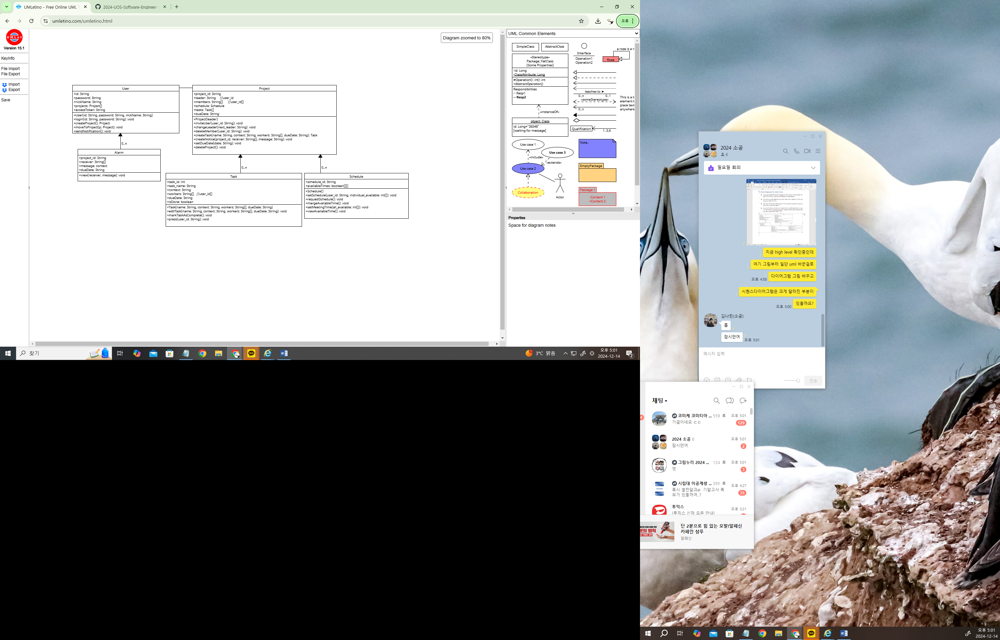 UMLetino - Free Online UML T
2024-UOS-Software-Engineer-
umletino.com/umletino.html
오류
UMLet
Version 15.1
KeyInfo
File Import
File Export
Import
Export
Save
Diagram zoomed to 80%
User
+id: String
+password: String
+nickName: String
+projects: Project[]
+accessToken: String
+User(id: String, password: String, nickName: String)
+login(id: String, password: String): void
+createProject(): Project
+moveToProject(p: Project): void
+sendNotification(): void
0..n
Alarm
+project_id: String
+receiver: String[]
+message: context
+dueDate: String
+view(receiver, message): void
Project
+project_id: String
+leader: String //user_id
+members: String[] //user_id[]
+schedule: Schedule
+tasks: Task[]
+dueDate: String
+Project(leader)
+inviteUser(user_id: String): void
+changeLeader(next_leader: String): void
+deleteMember(user_id: String): void
+createTask(name: String, context: String, workers: String[], dueDate: String): Task
+createNotice(project_id, receiver: String[], message: String): void
+setDueDate(date: String): void
+deleteProject(): void
0..n
0..n
Task
+task_id: int
+task_name: String
+context: String
+workers: String[] //user_id[]
+dueDate: String
+isDone: boolean
+Task(name: String, context: String, workers: String[], dueDate: String)
+editTask(name: String, context: String, workers: String[], dueDate: String): void
+markTaskAsComplete(): void
+press(user_id: String): void
Schedule
+schedule_id: String
+availableTimes: boolean[][]
+Schedule()
+setSchedule(user_id: String, individual_available: int[]): void
+requestSchedule(): void
+mergeAvailableTime(): void
+setMeetingTime(all_available: int[]): void
+viewAvailableTime(): void
UML Common Elements
SimpleClass
AbstractClass
«Stereotype»
Package::FatClass
{Some Properties}
-id: Long
-ClassAttribute: Long
#Operation(i: int): int
+AbstractOperation()
Responsibilities
-- Resp1
-- Resp2
«instanceOf»
object: Class
id: Long="36548"
[waiting for message]
Interface
Operation1
Operation2
a rose is a r
Rose
teaches to ►
0..n 0..1
«someStereotype»
0..n
This is a t
element t
place text
anywhere
Qualification
1..5,6
Use case 1
Use case 3
«include»
«extends»
Use case 2
Collaboration
Actor
Note..
EmptyPackage
Package 1
-Content 1
+Content 2
Properties
Space for diagram notes
찾기
TALK
3°C 맑음
오후 5:01
2024-12-14
2
2024 소공
6
일요일 회의
2
지금 high level 확인중인데
2
여기 그림부터 일단 uml 바꾼걸로
2
다이어그램 그림 바꾸고
오후 4:58
2
시퀀스다이어그램은 크게 달라진 부분이
2
있을까요?
오후 5:00
김나린(소공)
흘
4
잠시만여
4
오후 5:01
메시지 입력
전송
채팅
4
코미케 코미티아 ... 559 오후 5:01
가결이네요 ㄷㄷ 129
2024 소공 6 오후 5:01
잠시만여 2
그림누리 2024 ... 124 오후 5:01
멧 3
시립대 이공계생 ... 395 오후 4:27
혹시 열전달과ai 기말고사 족
보가 있을까여..? 35
투믹스 오후 3:21
[투믹스 신작 오픈 안내]
단 2분으로 힘 있는 모발!알페신
카페인 샴푸
알페신
TALK
오후 5:01
2024-12-14